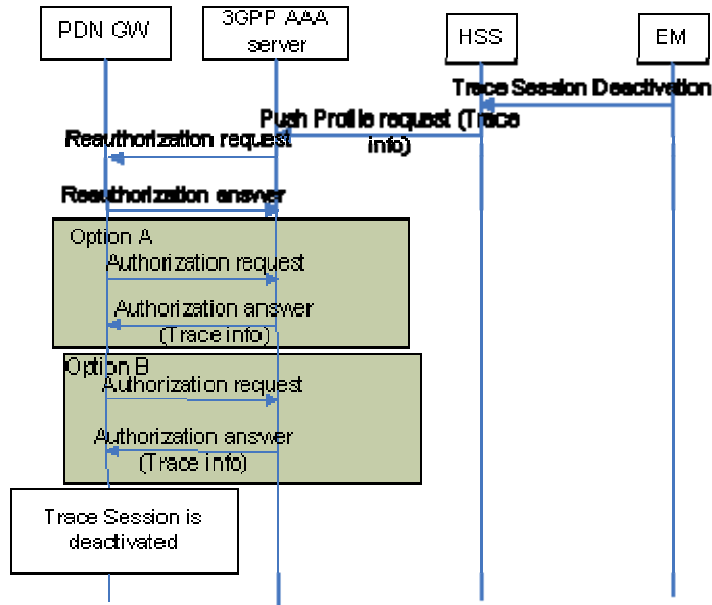 PDN GW
3GPP AAA
server
HSS
EM
Trace Session Deactivation
Push Profile request (Trace
info)
Reauthorization request
Reauthorization answer
Option A
Authorization request
Authorization answer
(Trace info)
Option B
Authorization request
Authorization answer
(Trace info)
Trace Session is
deactivated